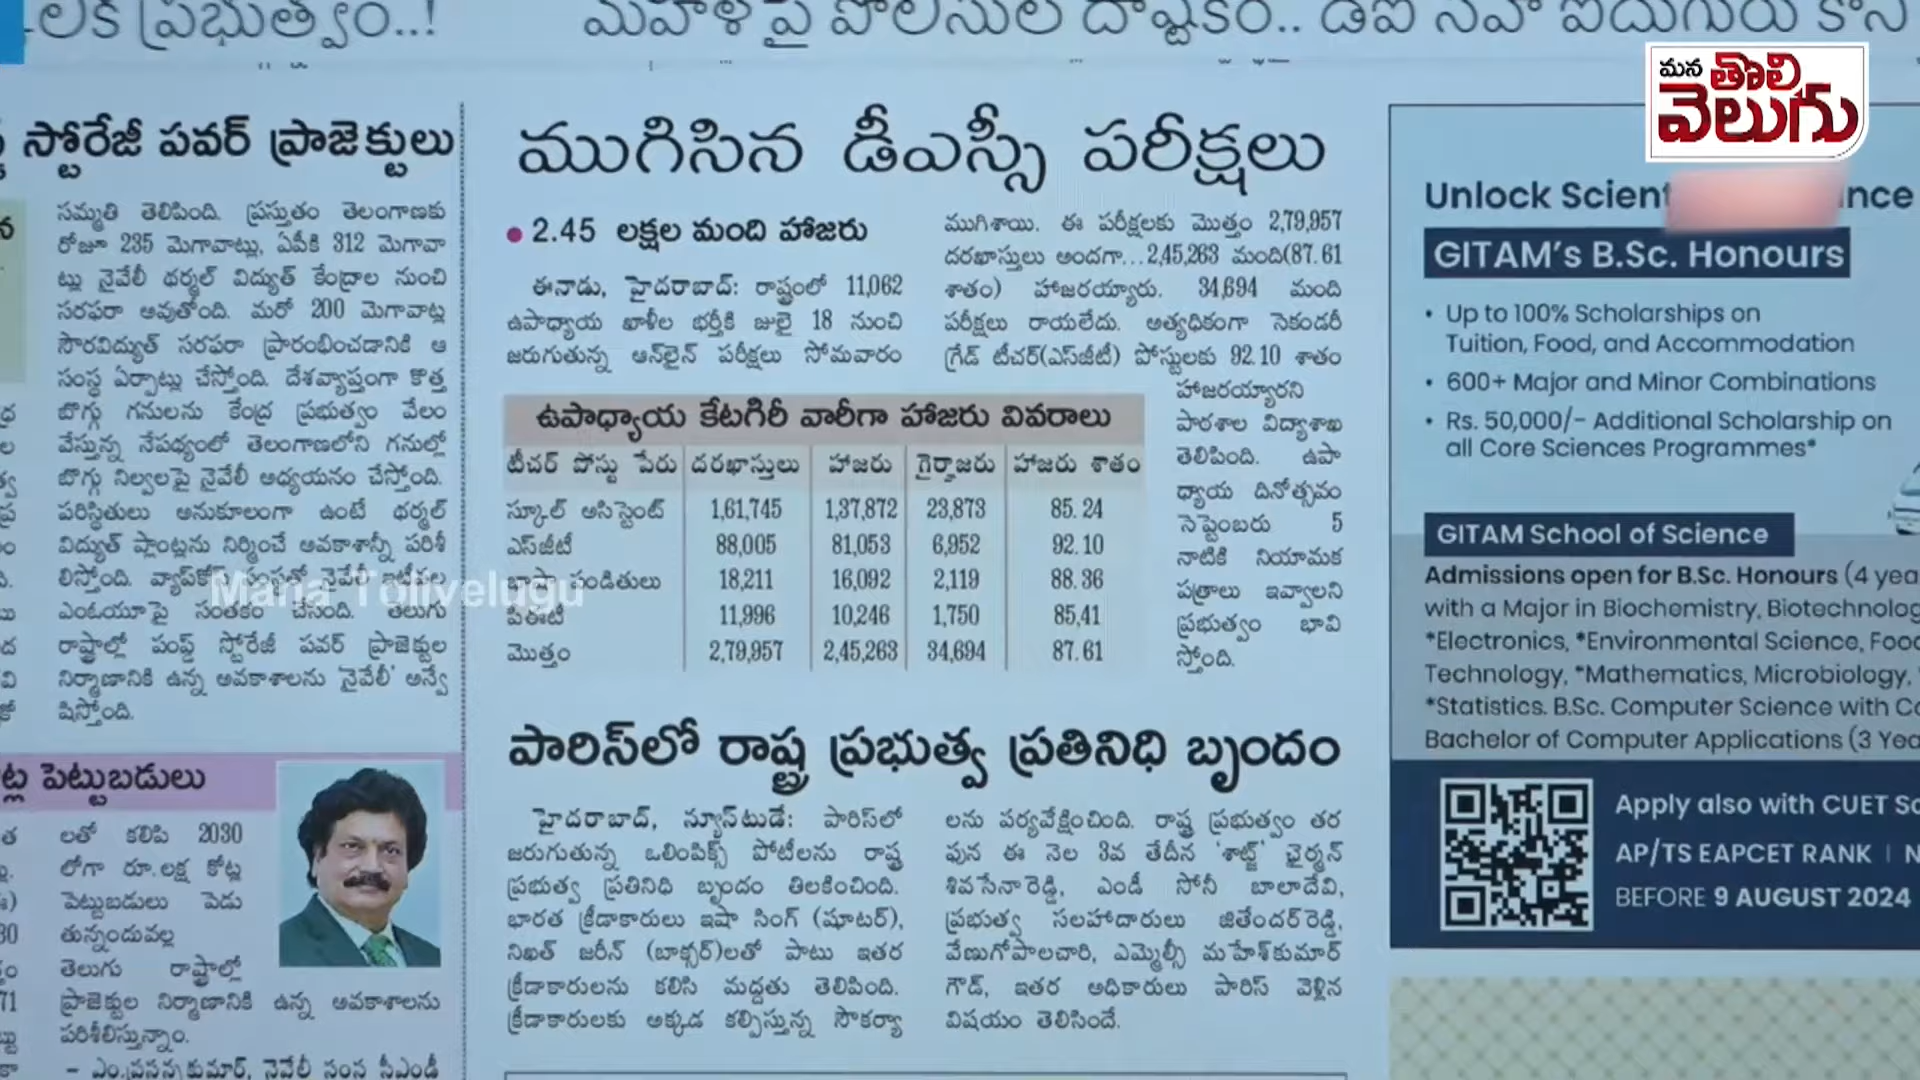 లక ప్రభుత్వం..!
మహిళపై పోలీసుల దాష్టీకం.. డీఐ సహా ఐదుగురు కాని
మన
తొలి
వెలుగు
స్టోరేజీ పవర్ ప్రాజెక్టులు
సమ్మతి తెలిపింది. ప్రస్తుతం తెలంగాణకు
రోజూ 235 మెగావాట్లు, ఏపీకి 312 మెగావా
ట్లు నైవేలీ థర్మల్ విద్యుత్ కేంద్రాల నుంచి
సరఫరా అవుతోంది. మరో 200 మెగావాట్ల
సౌరవిద్యుత్ సరఫరా ప్రారంభించడానికి ఆ
సంస్థ ఏర్పాట్లు చేస్తోంది. దేశవ్యాప్తంగా కొత్త
బొగ్గు గనులను కేంద్ర ప్రభుత్వం వేలం
వేస్తున్న నేపథ్యంలో తెలంగాణలోని గనుల్లో
బొగ్గు నిల్వలపై నైవేలీ అధ్యయనం చేస్తోంది.
పరిస్థితులు అనుకూలంగా ఉంటే థర్మల్
విద్యుత్ ప్లాంట్లను నిర్మించే అవకాశాన్నీ పరిశీ
లిస్తోంది. వ్యాప్‌కోస్ సంస్థతో నైవేలీ ఇటీవల
ఎంఓయూపై సంతకం చేసింది. తెలుగు
రాష్ట్రాల్లో పంప్డ్ స్టోరేజీ పవర్ ప్రాజెక్టుల
నిర్మాణానికి ఉన్న అవకాశాలను 'నైవేలీ' అన్వే
షిస్తోంది.
Mana Tolivelugu
ట్ల పెట్టుబడులు
లతో కలిపి 2030
లోగా రూ.లక్ష కోట్ల
పెట్టుబడులు పెడు
తున్నందువల్ల
తెలుగు రాష్ట్రాల్లో
ప్రాజెక్టుల నిర్మాణానికి ఉన్న అవకాశాలను
పరిశీలిస్తున్నాం.
– ఎం.ప్రసన్నకుమార్, నైవేలీ సంస్థ సీఎండీ
ముగిసిన డీఎస్సీ పరీక్షలు
● 2.45 లక్షల మంది హాజరు
ఈనాడు, హైదరాబాద్: రాష్ట్రంలో 11,062
ఉపాధ్యాయ ఖాళీల భర్తీకి జులై 18 నుంచి
జరుగుతున్న ఆన్‌లైన్ పరీక్షలు సోమవారం
ముగిశాయి. ఈ పరీక్షలకు మొత్తం 2,79,957
దరఖాస్తులు అందగా...2,45,263 మంది(87.61
శాతం) హాజరయ్యారు. 34,694 మంది
పరీక్షలు రాయలేదు. అత్యధికంగా సెకండరీ
గ్రేడ్ టీచర్(ఎస్‌జీటీ) పోస్టులకు 92.10 శాతం
హాజరయ్యారని
పాఠశాల విద్యాశాఖ
తెలిపింది. ఉపా
ధ్యాయ దినోత్సవం
సెప్టెంబరు 5
నాటికి నియామక
పత్రాలు ఇవ్వాలని
ప్రభుత్వం భావి
స్తోంది.
ఉపాధ్యాయ కేటగిరీ వారీగా హాజరు వివరాలు
టీచర్ పోస్టు పేరు దరఖాస్తులు హాజరు గైర్హాజరు హాజరు శాతం
స్కూల్ అసిస్టెంట్ 1,61,745 1,37,872 23,873 85.24
ఎస్‌జీటీ 88,005 81,053 6,952 92.10
భాషా పండితులు 18,211 16,092 2,119 88.36
పీఈటీ 11,996 10,246 1,750 85,41
మొత్తం 2,79,957 2,45,263 34,694 87.61
పారిస్‌లో రాష్ట్ర ప్రభుత్వ ప్రతినిధి బృందం
హైదరాబాద్, న్యూస్‌టుడే: పారిస్‌లో
జరుగుతున్న ఒలింపిక్స్ పోటీలను రాష్ట్ర
ప్రభుత్వ ప్రతినిధి బృందం తిలకించింది.
భారత క్రీడాకారులు ఇషా సింగ్ (షూటర్),
నిఖత్ జరీన్ (బాక్సర్)లతో పాటు ఇతర
క్రీడాకారులను కలిసి మద్దతు తెలిపింది.
క్రీడాకారులకు అక్కడ కల్పిస్తున్న సౌకర్యా
లను పర్యవేక్షించింది. రాష్ట్ర ప్రభుత్వం తర
ఫున ఈ నెల 3వ తేదీన 'శాట్జ్' ఛైర్మన్
శివసేనారెడ్డి, ఎండీ సోనీ బాలాదేవి,
ప్రభుత్వ సలహాదారులు జితేందర్‌రెడ్డి,
వేణుగోపాలచారి, ఎమ్మెల్సీ మహేశ్‌కుమార్
గౌడ్, ఇతర అధికారులు పారిస్ వెళ్లిన
విషయం తెలిసిందే.
Unlock Scient
GITAM's B.Sc. Honours
• Up to 100% Scholarships on
Tuition, Food, and Accommodation
• 600+ Major and Minor Combinations
• Rs. 50,000/- Additional Scholarship on
all Core Sciences Programmes*
GITAM School of Science
Admissions open for B.Sc. Honours (4 yea
with a Major in Biochemistry, Biotechnolog
*Electronics, *Environmental Science, Food
Technology, *Mathematics, Microbiology,
*Statistics. B.Sc. Computer Science with Co
Bachelor of Computer Applications (3 Yea
Apply also with CUET Sc
AP/TS EAPCET RANK | N
BEFORE 9 AUGUST 2024